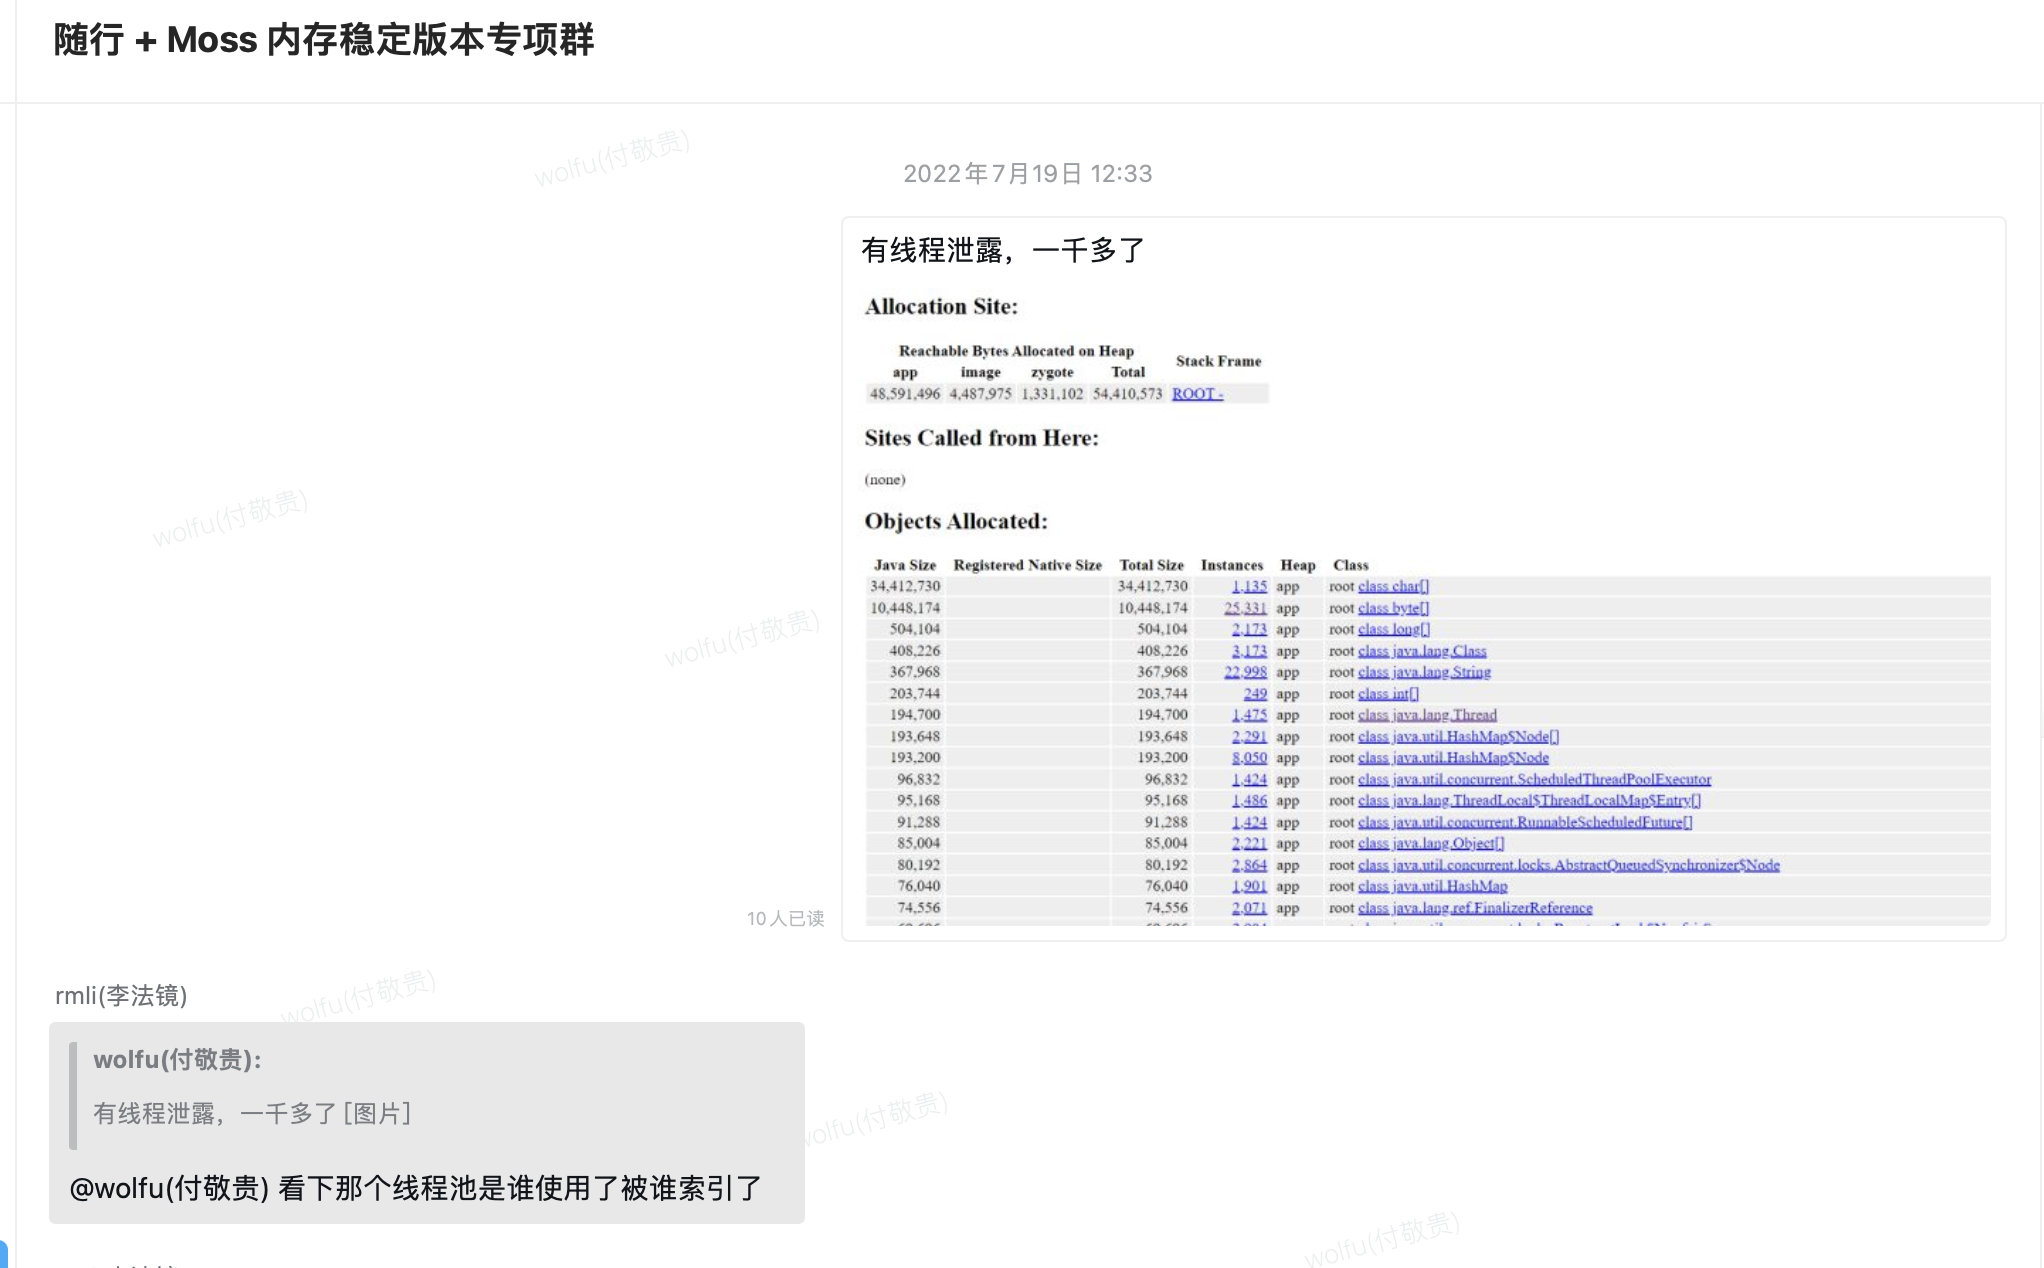 随行 + Moss 内存稳定版本专项群
wolfu(付敬贵)
2022年7月19日 12:33
有线程泄露，一千多了
Allocation Site:
Reachable Bytes Allocated on Heap Stack Frame
app image zygote Total
48,591,496 4,487,975 1,331,102 54,410,573 ROOT -
Sites Called from Here:
(none)
wolfu(付敬贵)
Objects Allocated:
Java Size Registered Native Size Total Size Instances Heap Class
34,412,730 34,412,730 1,135 app root class char[]
10,448,174 10,448,174 25,331 app root class byte[]
504,104 504,104 2,173 app root class long[]
wolfu(付敬贵)
408,226 408,226 3,173 app root class java.lang.Class
367,968 367,968 22,998 app root class java.lang.String
203,744 203,744 249 app root class int[]
194,700 194,700 1,475 app root class java.lang.Thread
193,648 193,648 2,291 app root class java.util.HashMap$Node[]
193,200 193,200 8,050 app root class java.util.HashMap$Node
96,832 96,832 1,424 app root class java.util.concurrent.ScheduledThreadPoolExecutor
95,168 95,168 1,486 app root class java.lang.ThreadLocal$ThreadLocalMap$Entry[]
91,288 91,288 1,424 app root class java.util.concurrent.RunnableScheduledFuture[]
85,004 85,004 2,221 app root class java.lang.Object[]
80,192 80,192 2,864 app root class java.util.concurrent.locks.AbstractQueuedSynchronizer$Node
76,040 76,040 1,901 app root class java.util.HashMap
74,556 74,556 2,071 app root class java.lang.ref.FinalizerReference
10人已读
rmli(李法镜)
wolfu(付敬贵)
wolfu(付敬贵):
有线程泄露，一千多了 [图片]
wolfu(付敬贵)
@wolfu(付敬贵) 看下那个线程池是谁使用了被谁索引了
wolfu(付敬贵)